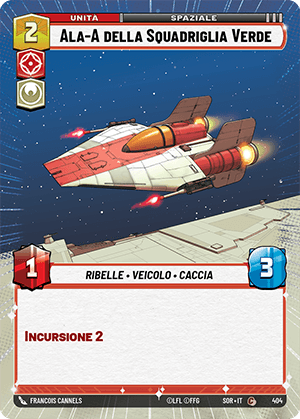 UNITÀ SPAZIALE
2 Ala-A della Squadriglia Verde
1 RIBELLE • VEICOLO • CACCIA 3
Incursione 2
FRANCOIS CANNELS ©LFL ©FFG SOR • IT C 404